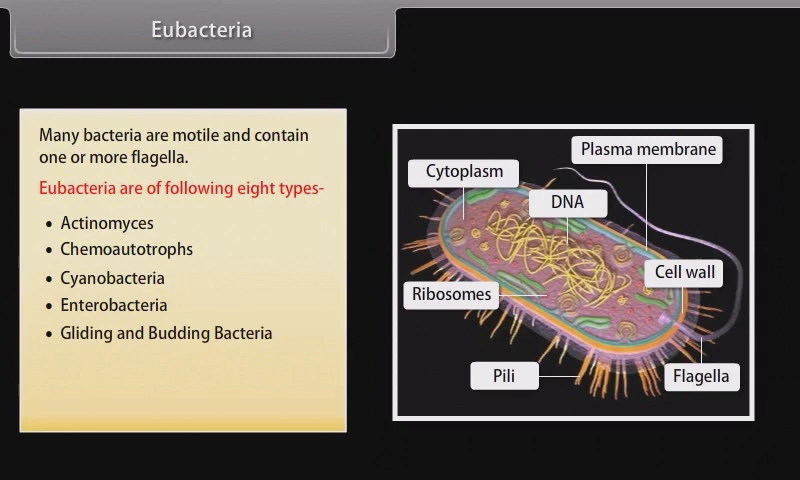 Eubacteria
Many bacteria are motile and contain
one or more flagella.
Eubacteria are of following eight types-
• Actinomyces
• Chemoautotrophs
• Cyanobacteria
• Enterobacteria
• Gliding and Budding Bacteria
Plasma membrane
Cytoplasm
DNA
Cell wall
Ribosomes
Pili
Flagella